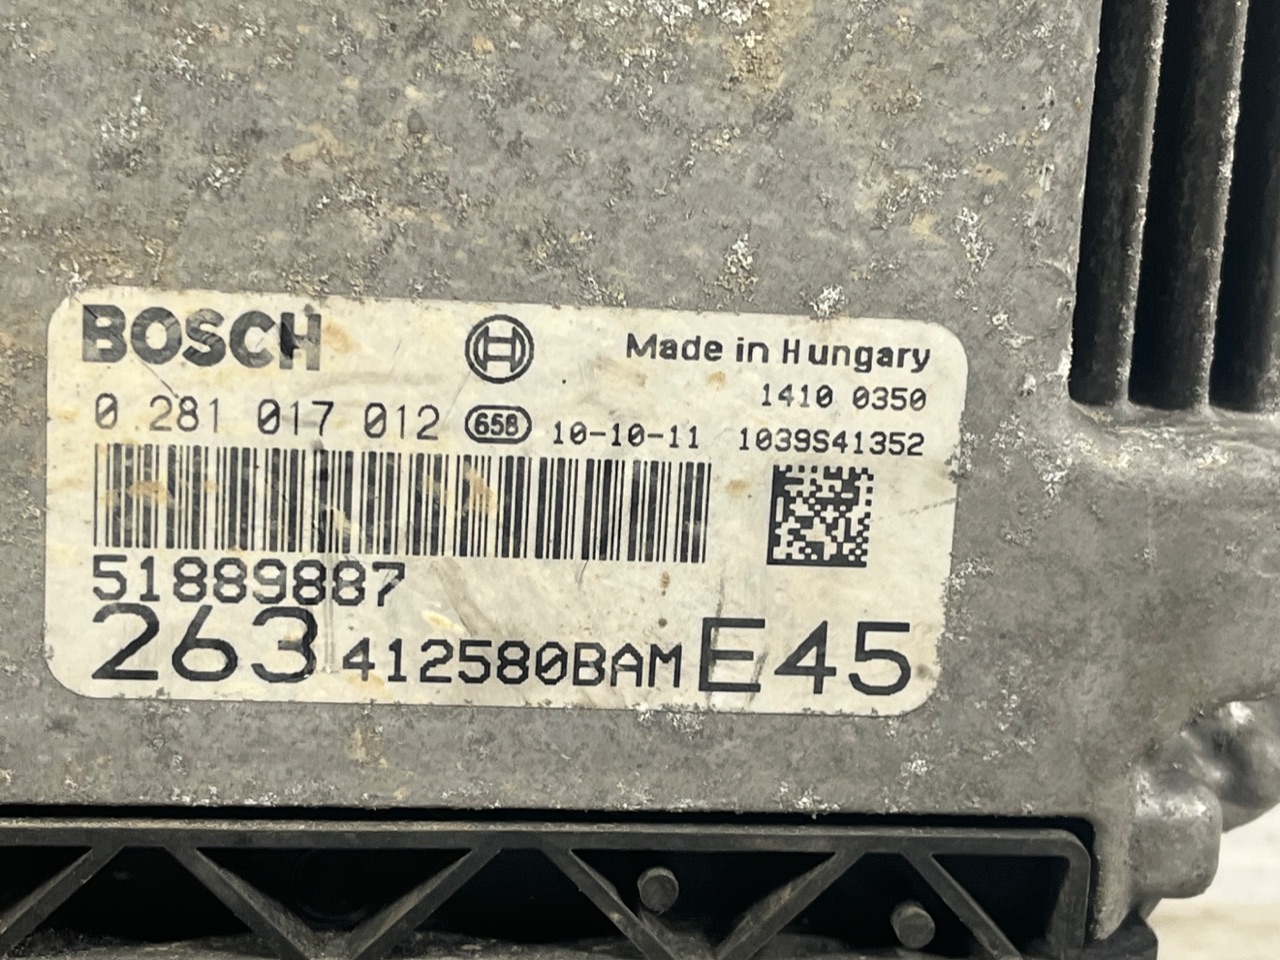 BOSCH Made in Hungary
1410 0350
0 281 017 012 658 10-10-11 1039S41352
51889887
263 412580BAM E45